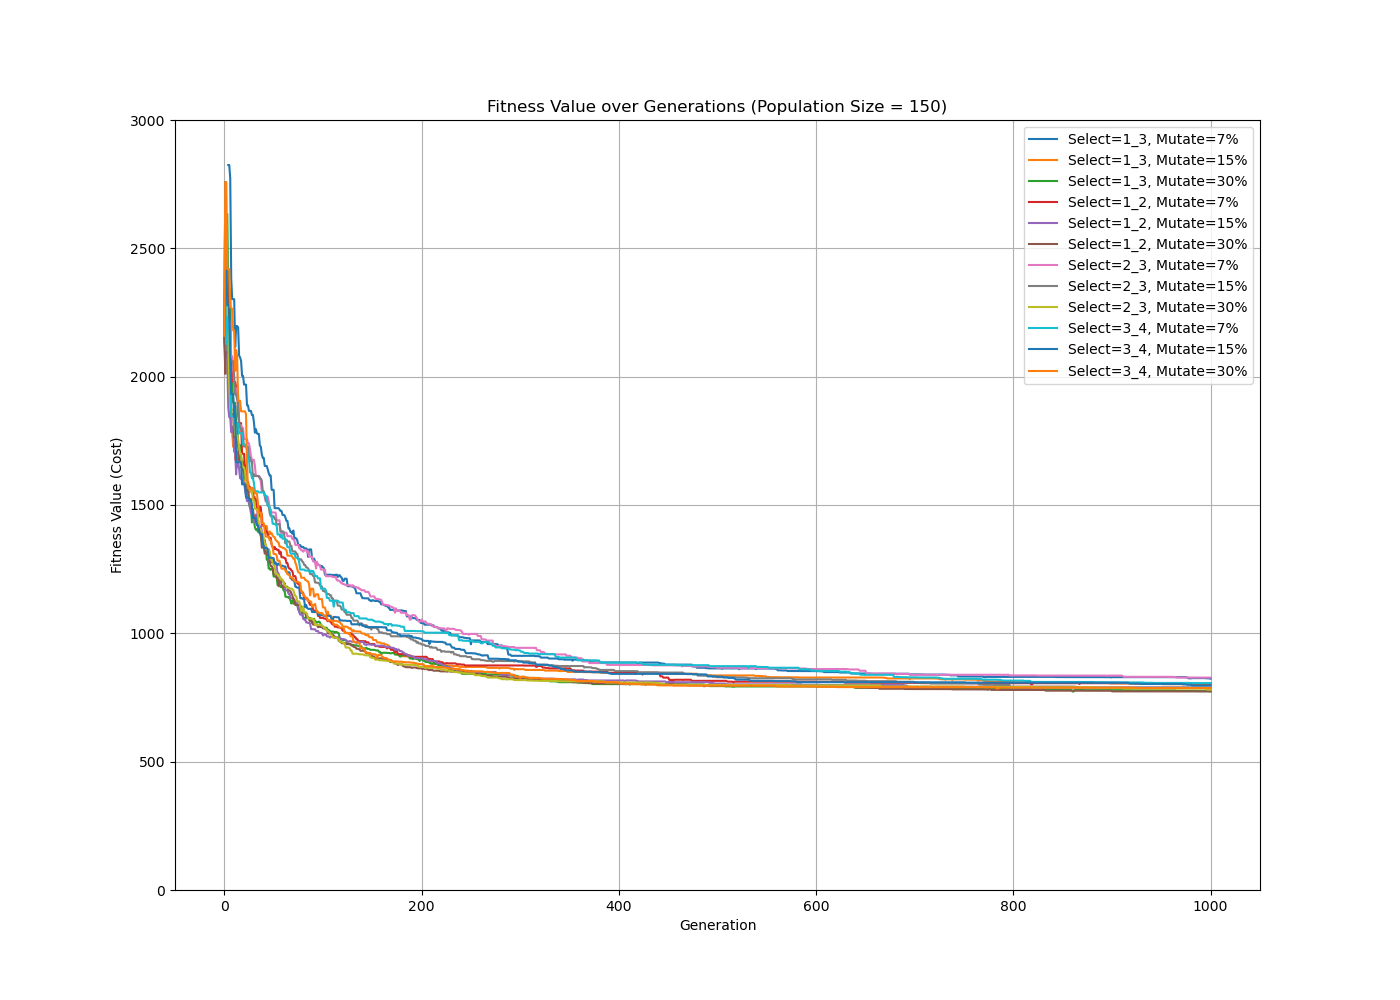 Fitness Value over Generations (Population Size = 150)
3000
2500
2000
1500
1000
500
0
Fitness Value (Cost)
Select=1_3, Mutate=7%
Select=1_3, Mutate=15%
Select=1_3, Mutate=30%
Select=1_2, Mutate=7%
Select=1_2, Mutate=15%
Select=1_2, Mutate=30%
Select=2_3, Mutate=7%
Select=2_3, Mutate=15%
Select=2_3, Mutate=30%
Select=3_4, Mutate=7%
Select=3_4, Mutate=15%
Select=3_4, Mutate=30%
0 200 400 600 800 1000
Generation